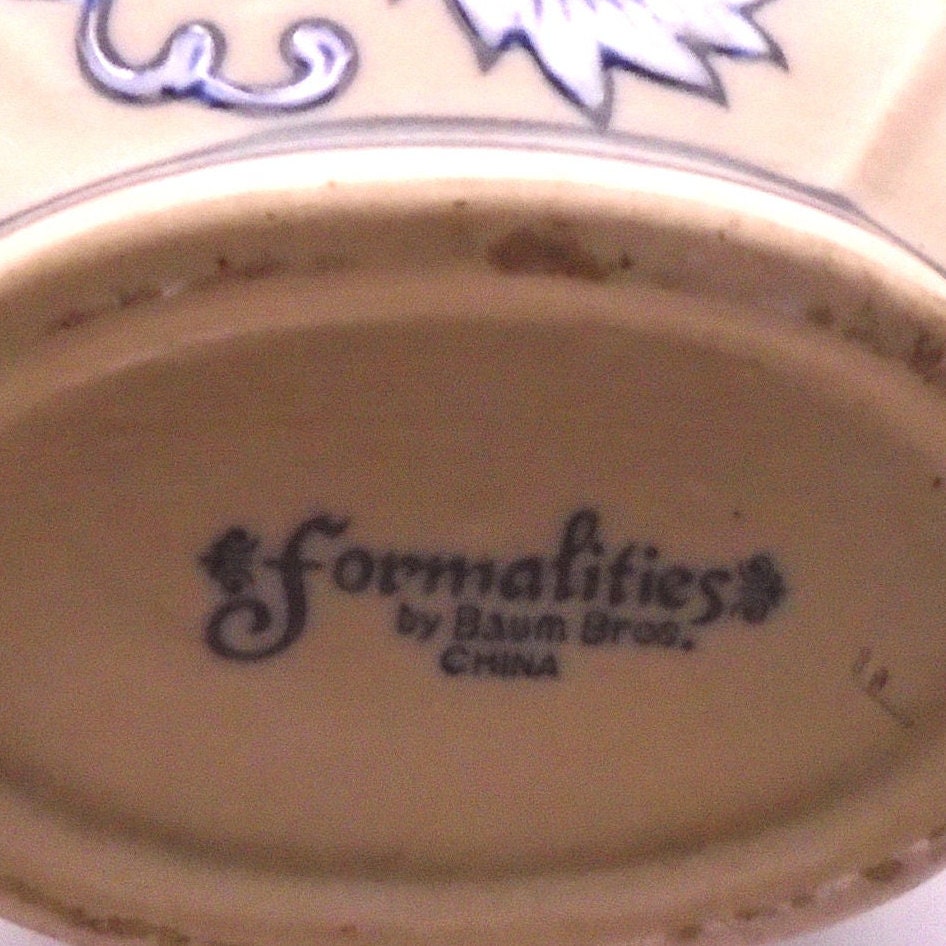 Formalities
by Baum Bros.
CHINA